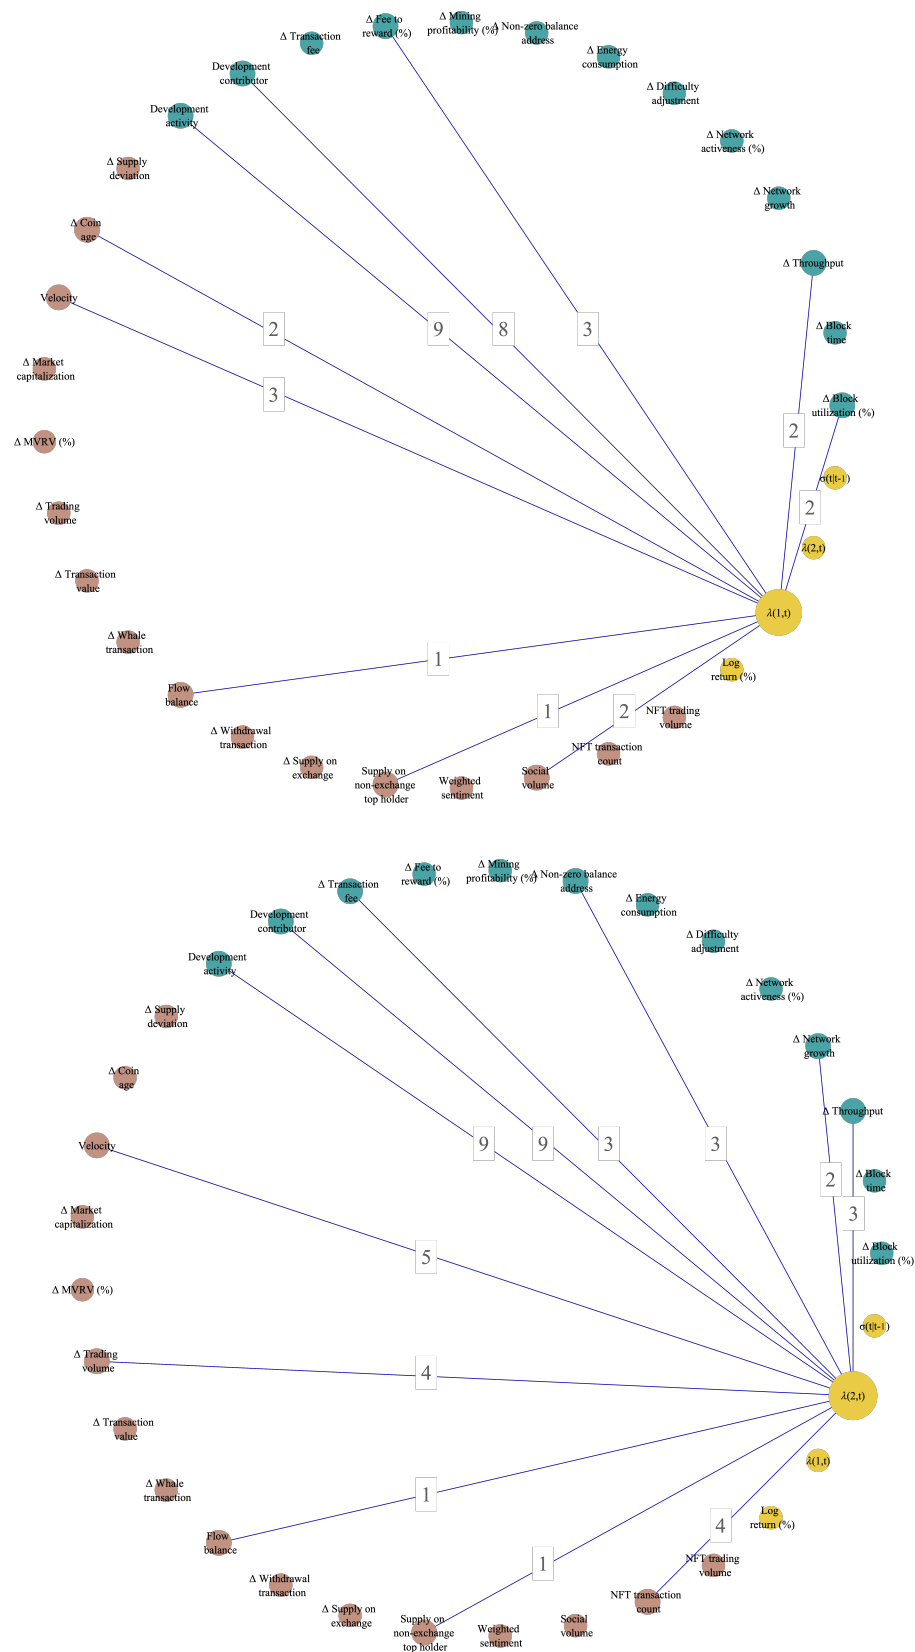 Δ Fee to
reward (%)
Δ Mining
profitability (%)
Δ Non-zero balance
address
Δ Transaction
fee
Δ Energy
consumption
Development
contributor
Δ Difficulty
adjustment
Development
activity
Δ Network
activeness (%)
Δ Supply
deviation
Δ Network
growth
Δ Coin
age
Δ Throughput
Velocity
2
9
8
3
Δ Block
time
Δ Market
capitalization
3
Δ Block
utilization (%)
2
Δ MVRV (%)
σ(t|t-1)
Δ Trading
volume
2
λ(2,t)
Δ Transaction
value
λ(1,t)
Δ Whale
transaction
1
Log
return (%)
Flow
balance
1
2
NFT trading
volume
Δ Withdrawal
transaction
NFT transaction
count
Δ Supply on
exchange
Supply on
non-exchange
top holder
Weighted
sentiment
Social
volume
Δ Fee to
reward (%)
Δ Mining
profitability (%)
Δ Non-zero balance
address
Δ Transaction
fee
Δ Energy
consumption
Development
contributor
Δ Difficulty
adjustment
Development
activity
Δ Network
activeness (%)
Δ Supply
deviation
Δ Network
growth
Δ Coin
age
Δ Throughput
Velocity
9
9
3
3
2
Δ Block
time
Δ Market
capitalization
3
5
Δ Block
utilization (%)
Δ MVRV (%)
σ(t|t-1)
Δ Trading
volume
4
λ(2,t)
Δ Transaction
value
λ(1,t)
Δ Whale
transaction
1
Log
return (%)
4
Flow
balance
1
NFT trading
volume
Δ Withdrawal
transaction
NFT transaction
count
Δ Supply on
exchange
Supply on
non-exchange
top holder
Weighted
sentiment
Social
volume